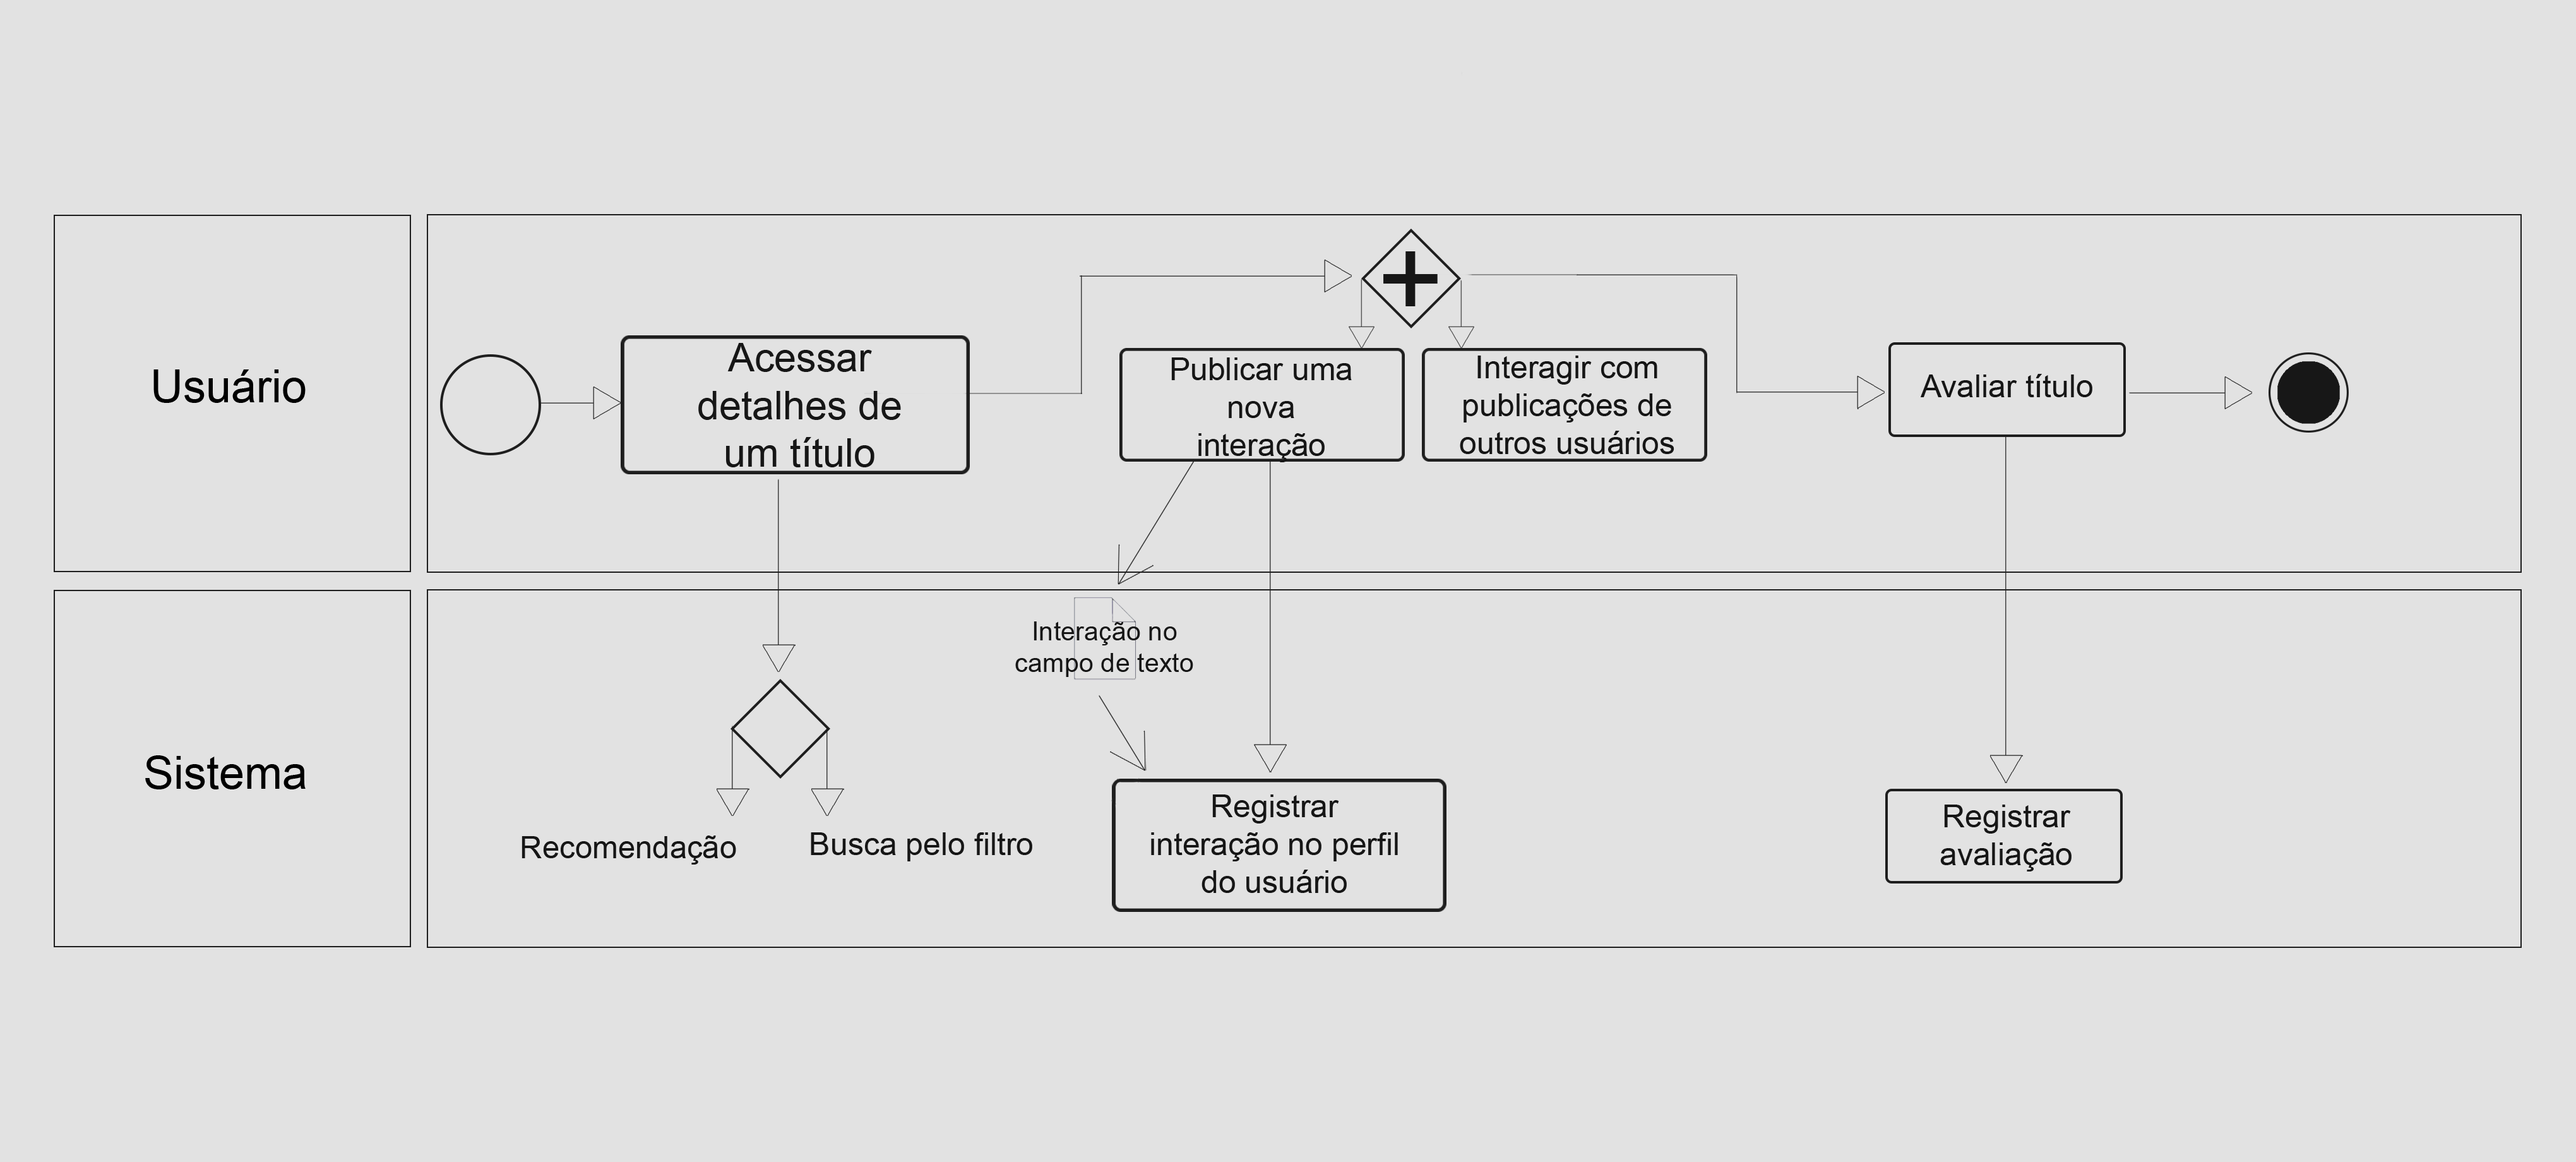 Usuário
Acessar
detalhes de
um título
Publicar uma
nova
interação
Interagir com
publicações de
outros usuários
Avaliar título
Sistema
Recomendação
Busca pelo filtro
Interação no
campo de texto
Registrar
interação no perfil
do usuário
Registrar
avaliação